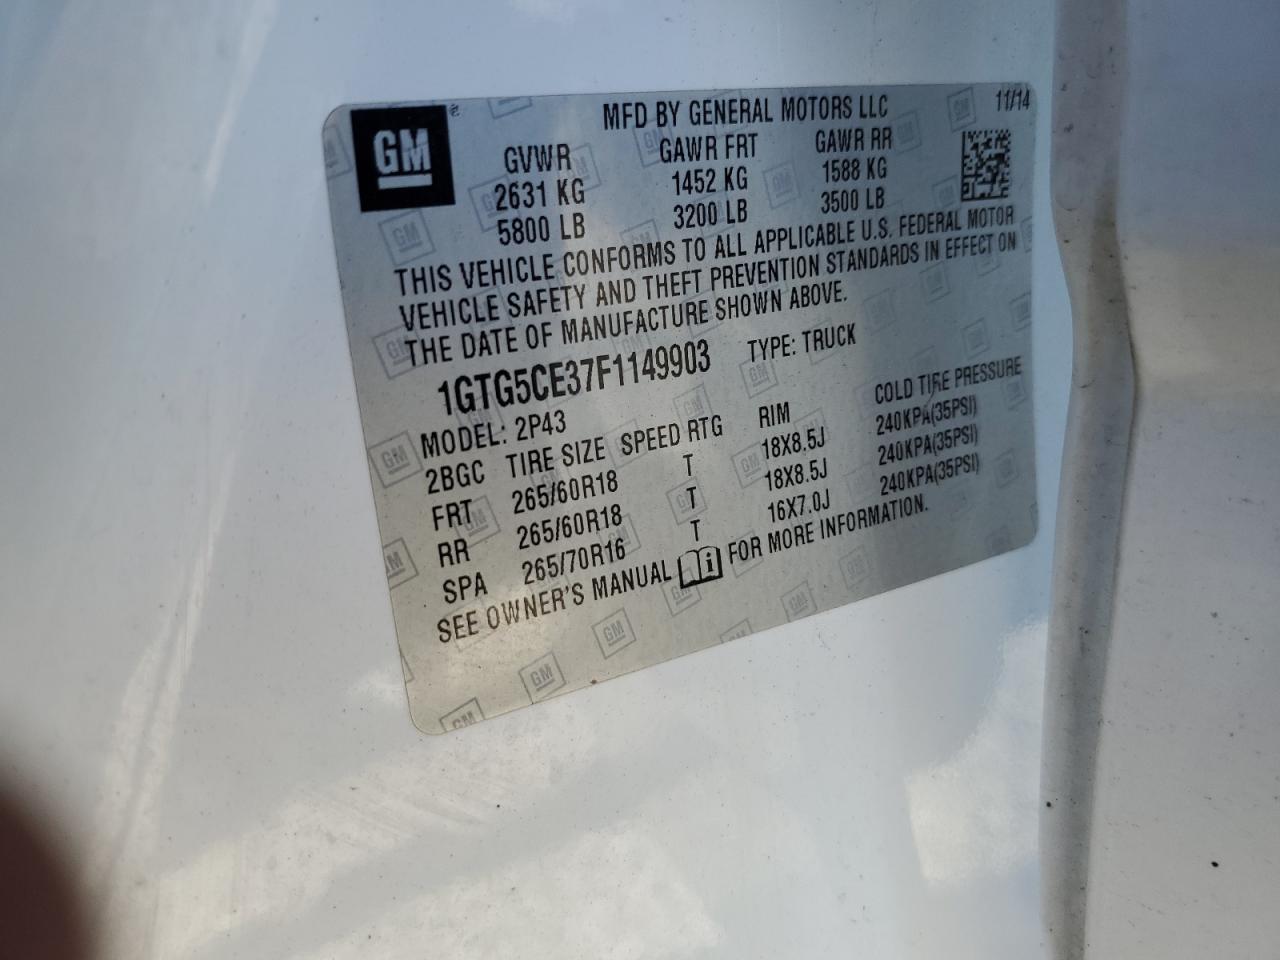 GM
MFD BY GENERAL MOTORS LLC 11/14
GVWR GAWR FRT GAWR RR
2631 KG 1452 KG 1588 KG
5800 LB 3200 LB 3500 LB
THIS VEHICLE CONFORMS TO ALL APPLICABLE U.S. FEDERAL MOTOR
VEHICLE SAFETY AND THEFT PREVENTION STANDARDS IN EFFECT ON
THE DATE OF MANUFACTURE SHOWN ABOVE.
1GTG5CE37F1149903 TYPE: TRUCK
MODEL: 2P43
2BGC TIRE SIZE SPEED RTG RIM COLD TIRE PRESSURE
FRT 265/60R18 T 18X8.5J 240KPA(35PSI)
RR 265/60R18 T 18X8.5J 240KPA(35PSI)
SPA 265/70R16 T 16X7.0J 240KPA(35PSI)
SEE OWNER'S MANUAL i FOR MORE INFORMATION.